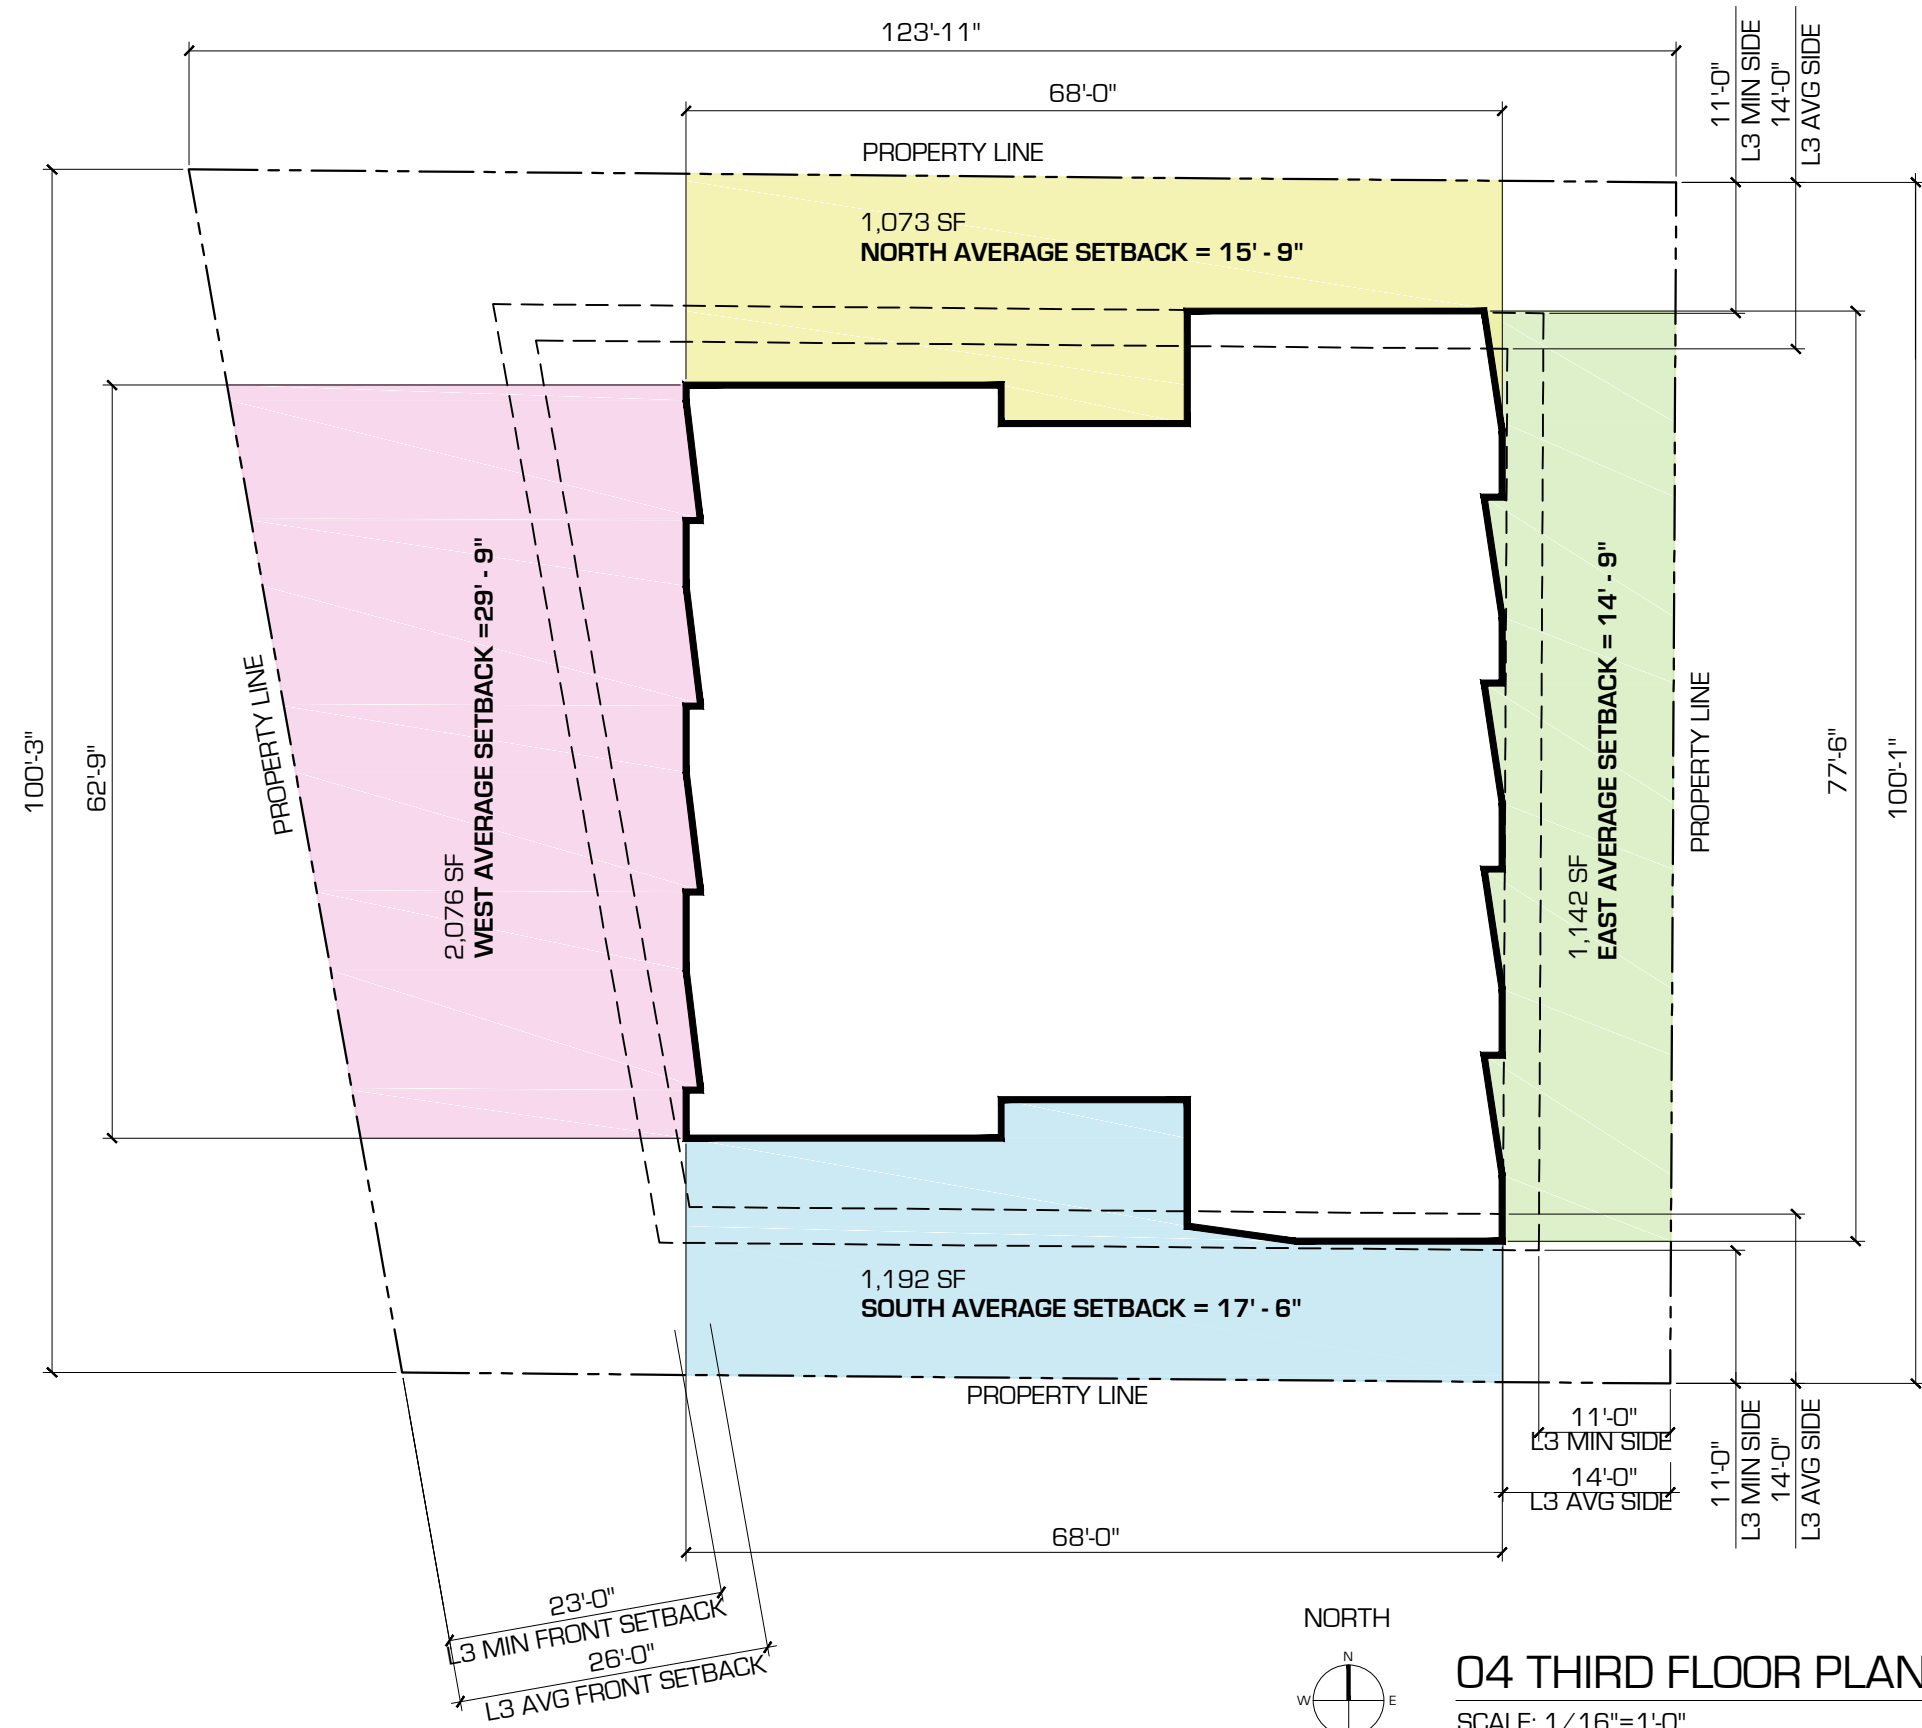 123'-11"
68'-0"
11'-0"
L3 MIN SIDE
14'-0"
L3 AVG SIDE
PROPERTY LINE
1,073 SF
NORTH AVERAGE SETBACK = 15' - 9"
100'-3"
62'-9"
PROPERTY LINE
2,076 SF
WEST AVERAGE SETBACK =29' - 9"
1,142 SF
EAST AVERAGE SETBACK = 14' - 9"
PROPERTY LINE
77'-6"
100'-1"
1,192 SF
SOUTH AVERAGE SETBACK = 17' - 6"
PROPERTY LINE
11'-0"
L3 MIN SIDE
14'-0"
L3 AVG SIDE
11'-0"
L3 MIN SIDE
14'-0"
L3 AVG SIDE
68'-0"
23'-0"
L3 MIN FRONT SETBACK
26'-0"
L3 AVG FRONT SETBACK
NORTH
N
W
E
04 THIRD FLOOR PLAN
SCALE: 1/16"=1'-0"